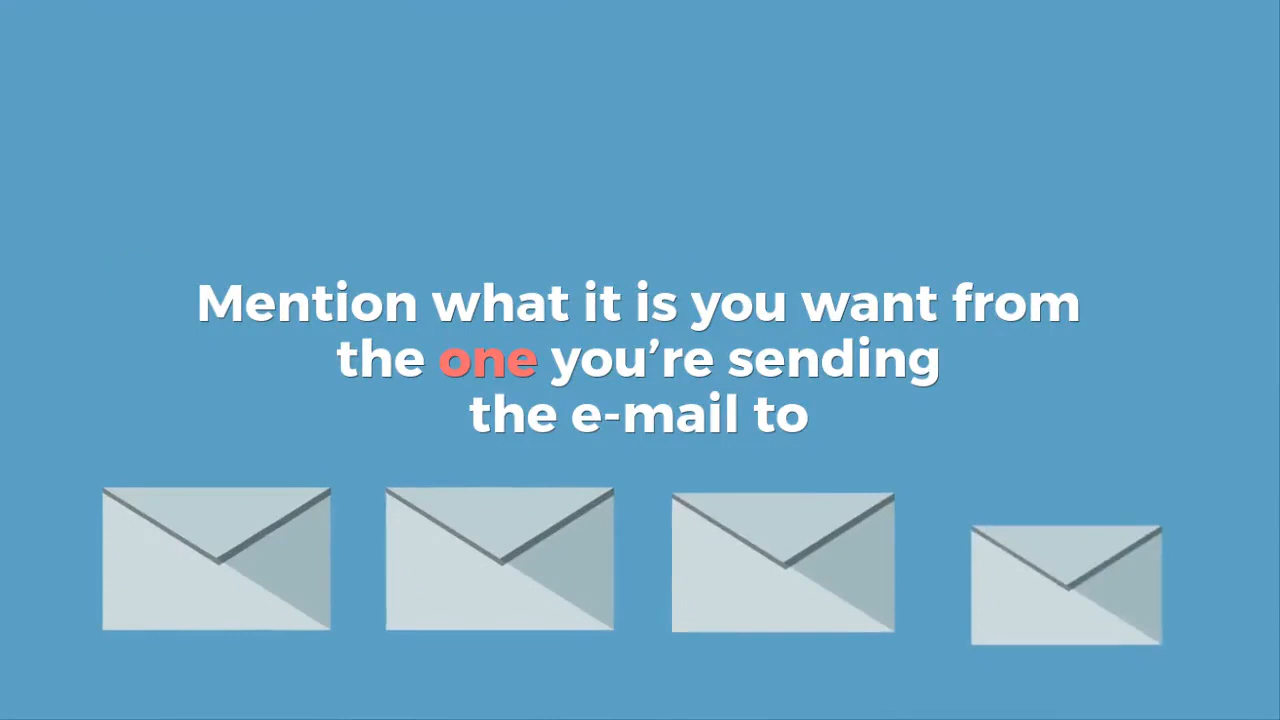 Mention what it is you want from
the one you’re sending
the e-mail to